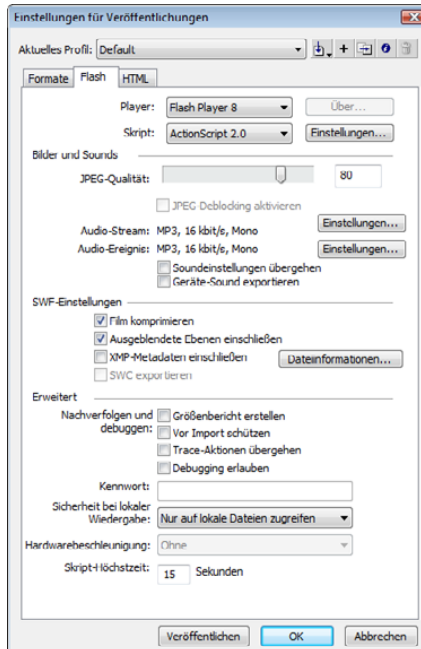 Einstellungen für Veröffentlichungen
Aktuelles Profil: Default
Formate Flash HTML
Player: Flash Player 8 Über...
Skript: ActionScript 2.0 Einstellungen...
Bilder und Sounds
JPEG-Qualität: 80
JPEG Deblocking aktivieren
Audio-Stream: MP3, 16 kbit/s, Mono Einstellungen...
Audio-Ereignis: MP3, 16 kbit/s, Mono Einstellungen...
Soundeinstellungen übergehen
Geräte-Sound exportieren
SWF-Einstellungen
Film komprimieren
Ausgeblendete Ebenen einschließen
XMP-Metadaten einschließen Dateiinformationen...
SWC exportieren
Erweitert
Nachverfolgen und debuggen: Größenbericht erstellen
Vor Import schützen
Trace-Aktionen übergehen
Debugging erlauben
Kennwort:
Sicherheit bei lokaler Wiedergabe: Nur auf lokale Dateien zugreifen
Hardwarebeschleunigung: Ohne
Skript-Höchstzeit: 15 Sekunden
Veröffentlichen OK Abbrechen